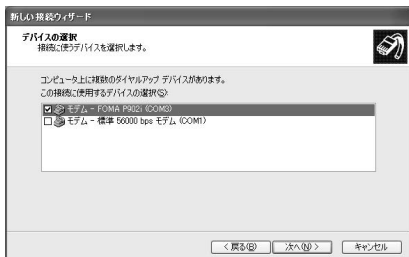 新しい接続ウィザード
デバイスの選択
接続に使うデバイスを選択します。
コンピュータ上に複数のダイヤルアップ デバイスがあります。
この接続に使用するデバイスの選択(S):
モデム - FOMA P902i (COM3)
モデム - 標準 56000 bps モデム (COM1)
< 戻る(B)
次へ(N) >
キャンセル